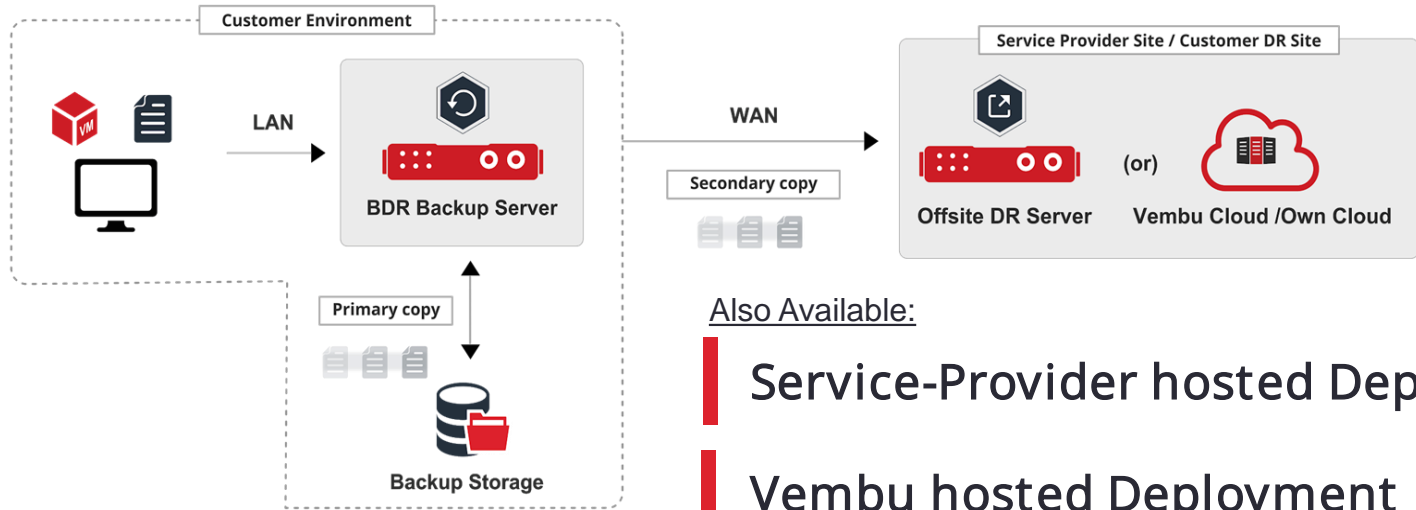 Customer Environment
Service Provider Site / Customer DR Site
VM
LAN
WAN
BDR Backup Server
Secondary copy
(or)
Offsite DR Server
Vembu Cloud /Own Cloud
Primary copy
Backup Storage
Also Available:
Service-Provider hosted Dep
Vembu hosted Deployment